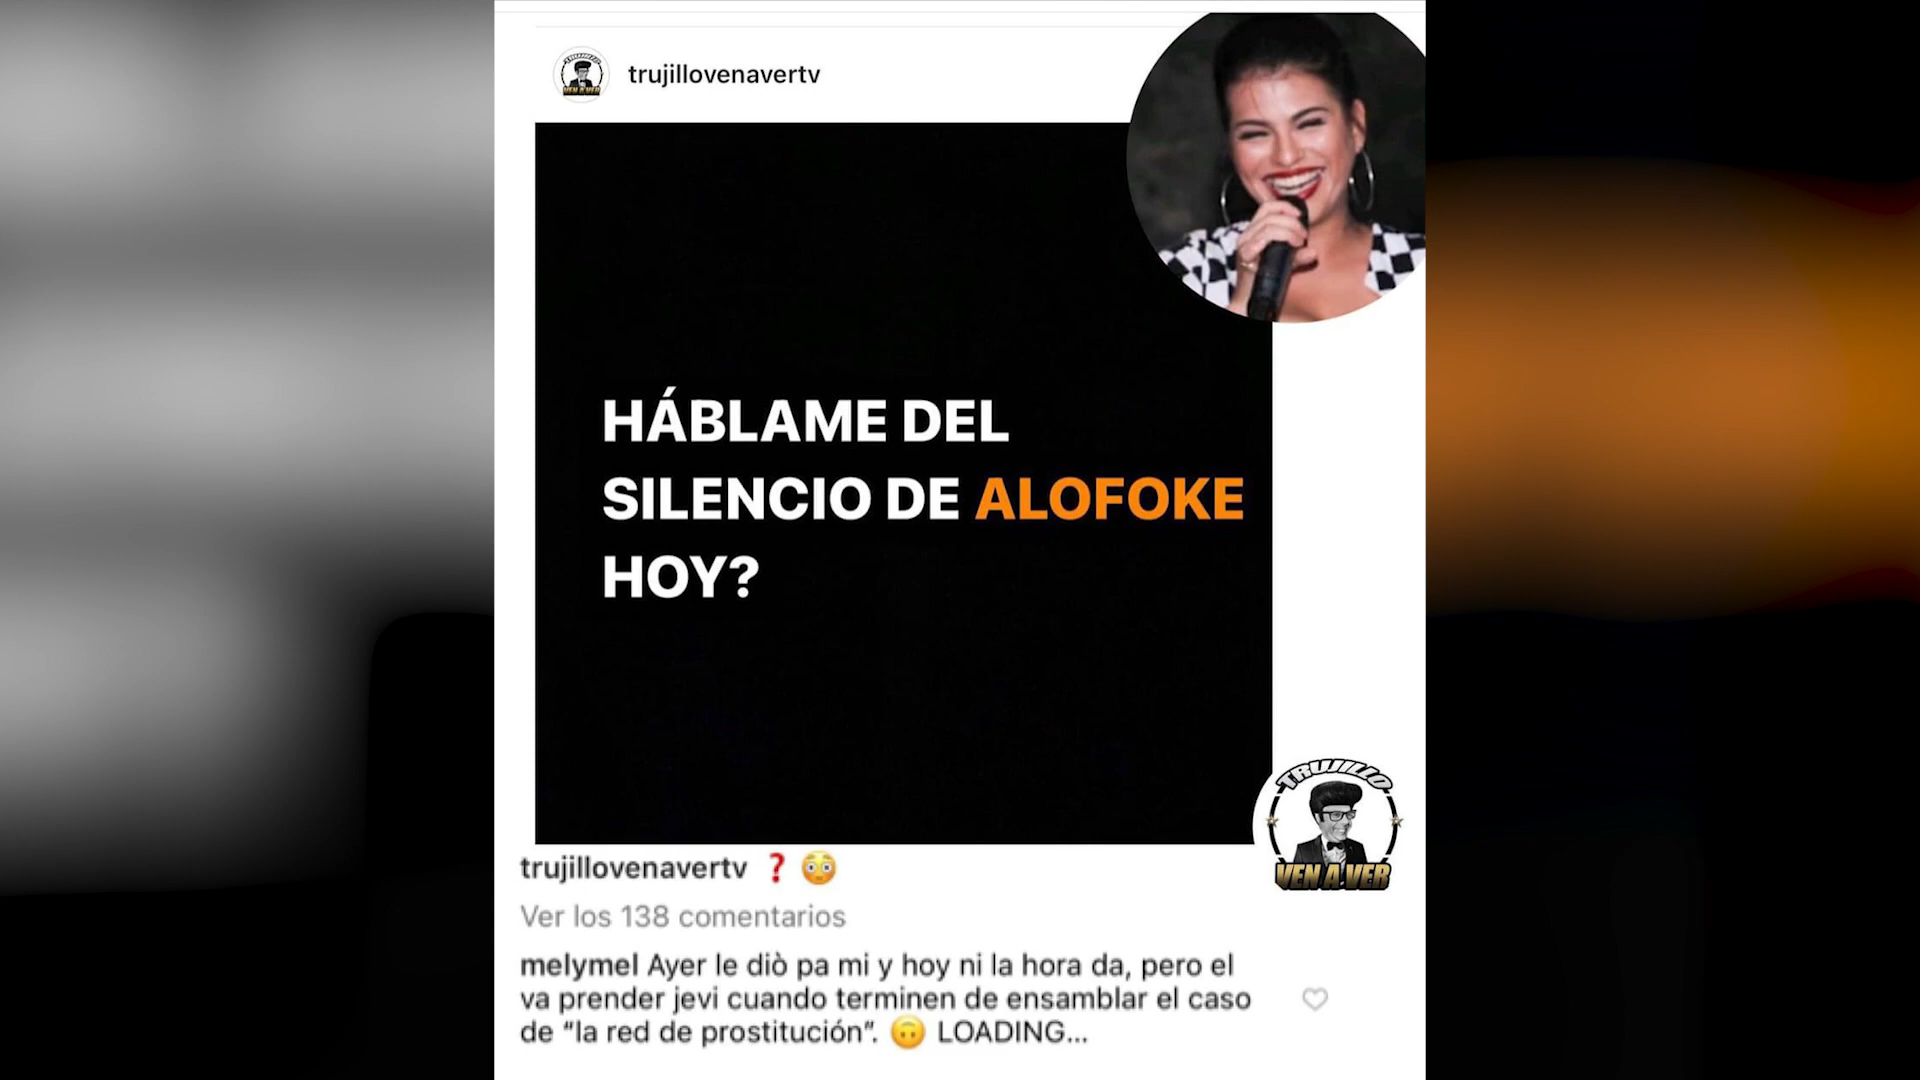 trujillovenavertv
HÁBLAME DEL
SILENCIO DE ALOFOKE
HOY?
TRUJILLO
VEN A VER
trujillovenavertv ❓ 😳
Ver los 138 comentarios
melymel Ayer le diò pa mi y hoy ni la hora da, pero el
va prender jevi cuando terminen de ensamblar el caso
de “la red de prostitución”. 🙃 LOADING...